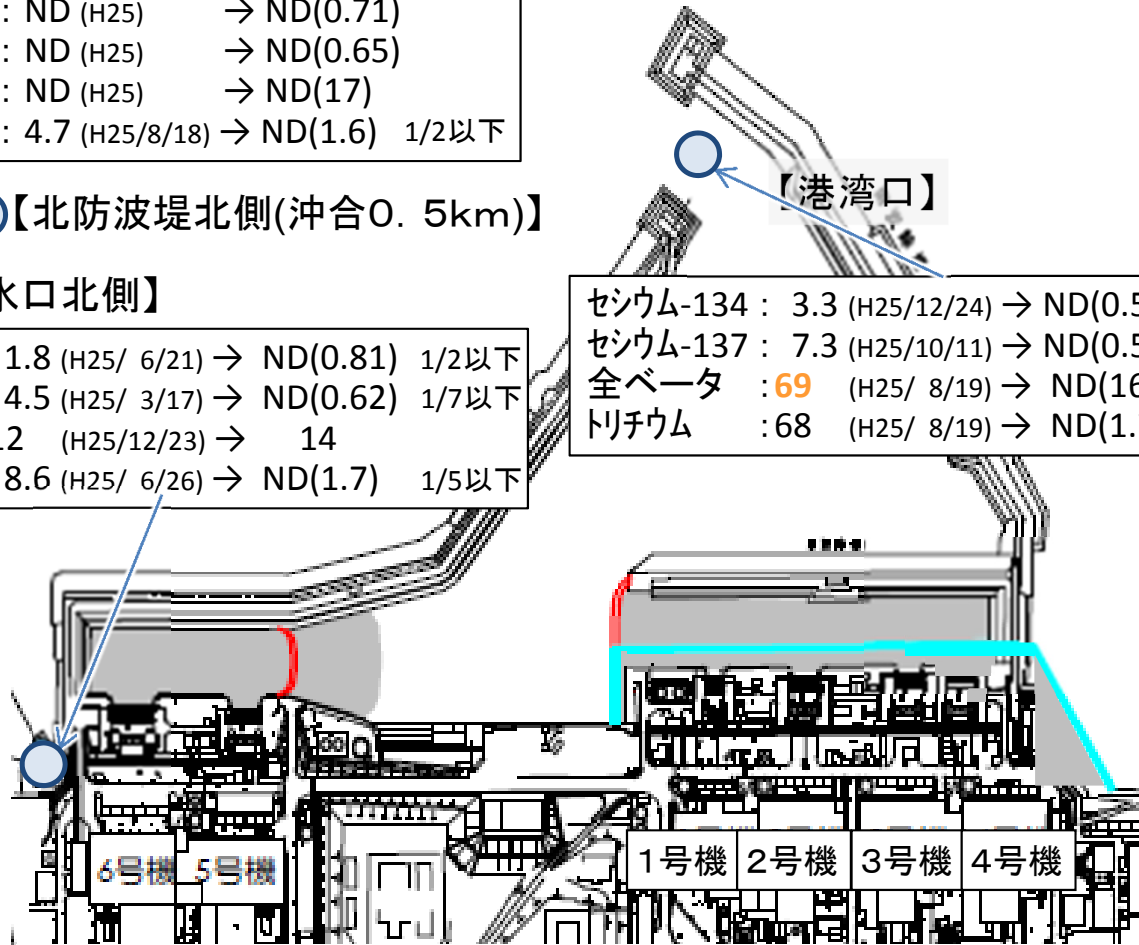 : ND (H25) → ND(0.71)
: ND (H25) → ND(0.65)
: ND (H25) → ND(17)
: 4.7 (H25/8/18) → ND(1.6) 1/2以下
【港湾口】
【北防波堤北側(沖合0. 5km)】
水口北側】
セシウム-134 : 3.3 (H25/12/24) → ND(0.5
セシウム-137 : 7.3 (H25/10/11) → ND(0.5
全ベータ :69 (H25/ 8/19) → ND(16
トリチウム :68 (H25/ 8/19) → ND(1.
1.8 (H25/ 6/21) → ND(0.81) 1/2以下
4.5 (H25/ 3/17) → ND(0.62) 1/7以下
2 (H25/12/23) → 14
8.6 (H25/ 6/26) → ND(1.7) 1/5以下
6号機 5号機
1号機 2号機 3号機 4号機